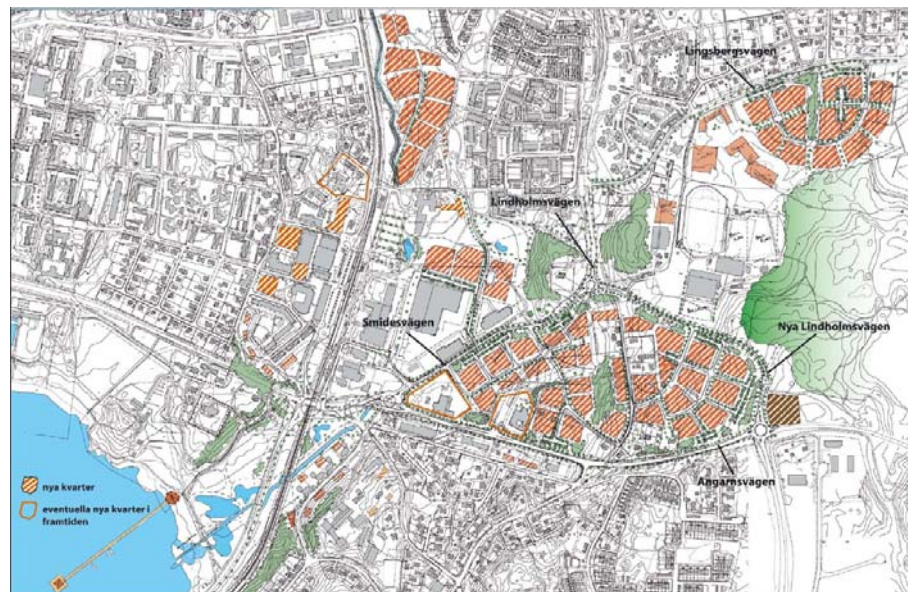 Lingsbergsvägen
Lindholmsvägen
Smidesvägen
Nya Lindholmsvägen
Angarnsvägen
nya kvarter
eventuella nya kvarter i
framtiden